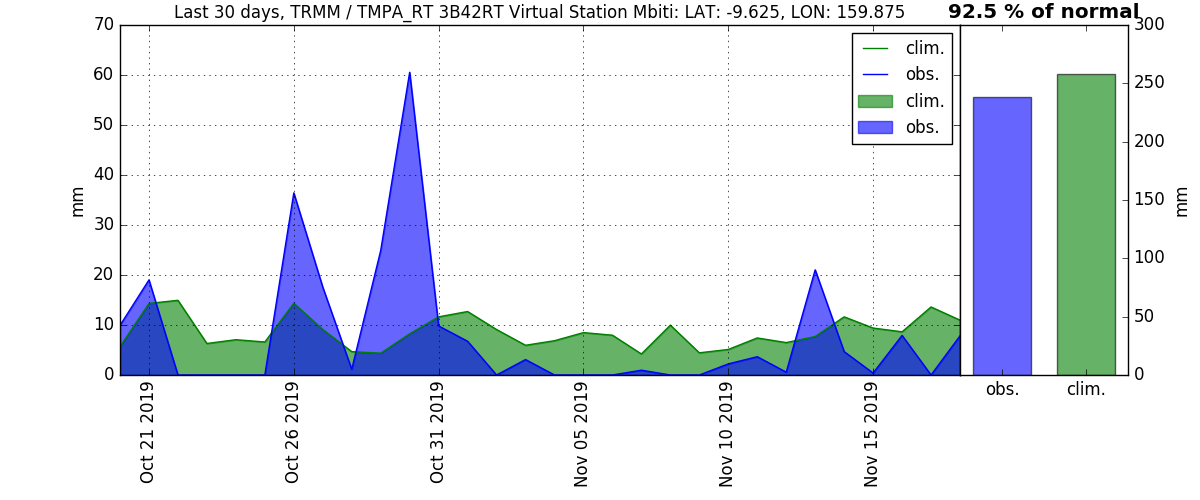 Last 30 days, TRMM / TMPA_RT 3B42RT Virtual Station Mbiti: LAT: -9.625, LON: 159.875
92.5 % of normal
70
60
50
40
30
20
10
0
mm
clim.
obs.
clim.
obs.
300
250
200
150
100
50
0
mm
obs.
clim.
Oct 21 2019
Oct 26 2019
Oct 31 2019
Nov 05 2019
Nov 10 2019
Nov 15 2019